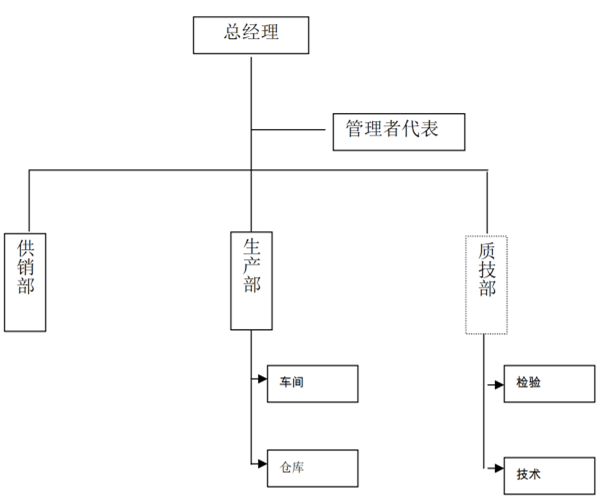 总经理
管理者代表
供销部
生产部
质技部
车间
检验
仓库
技术